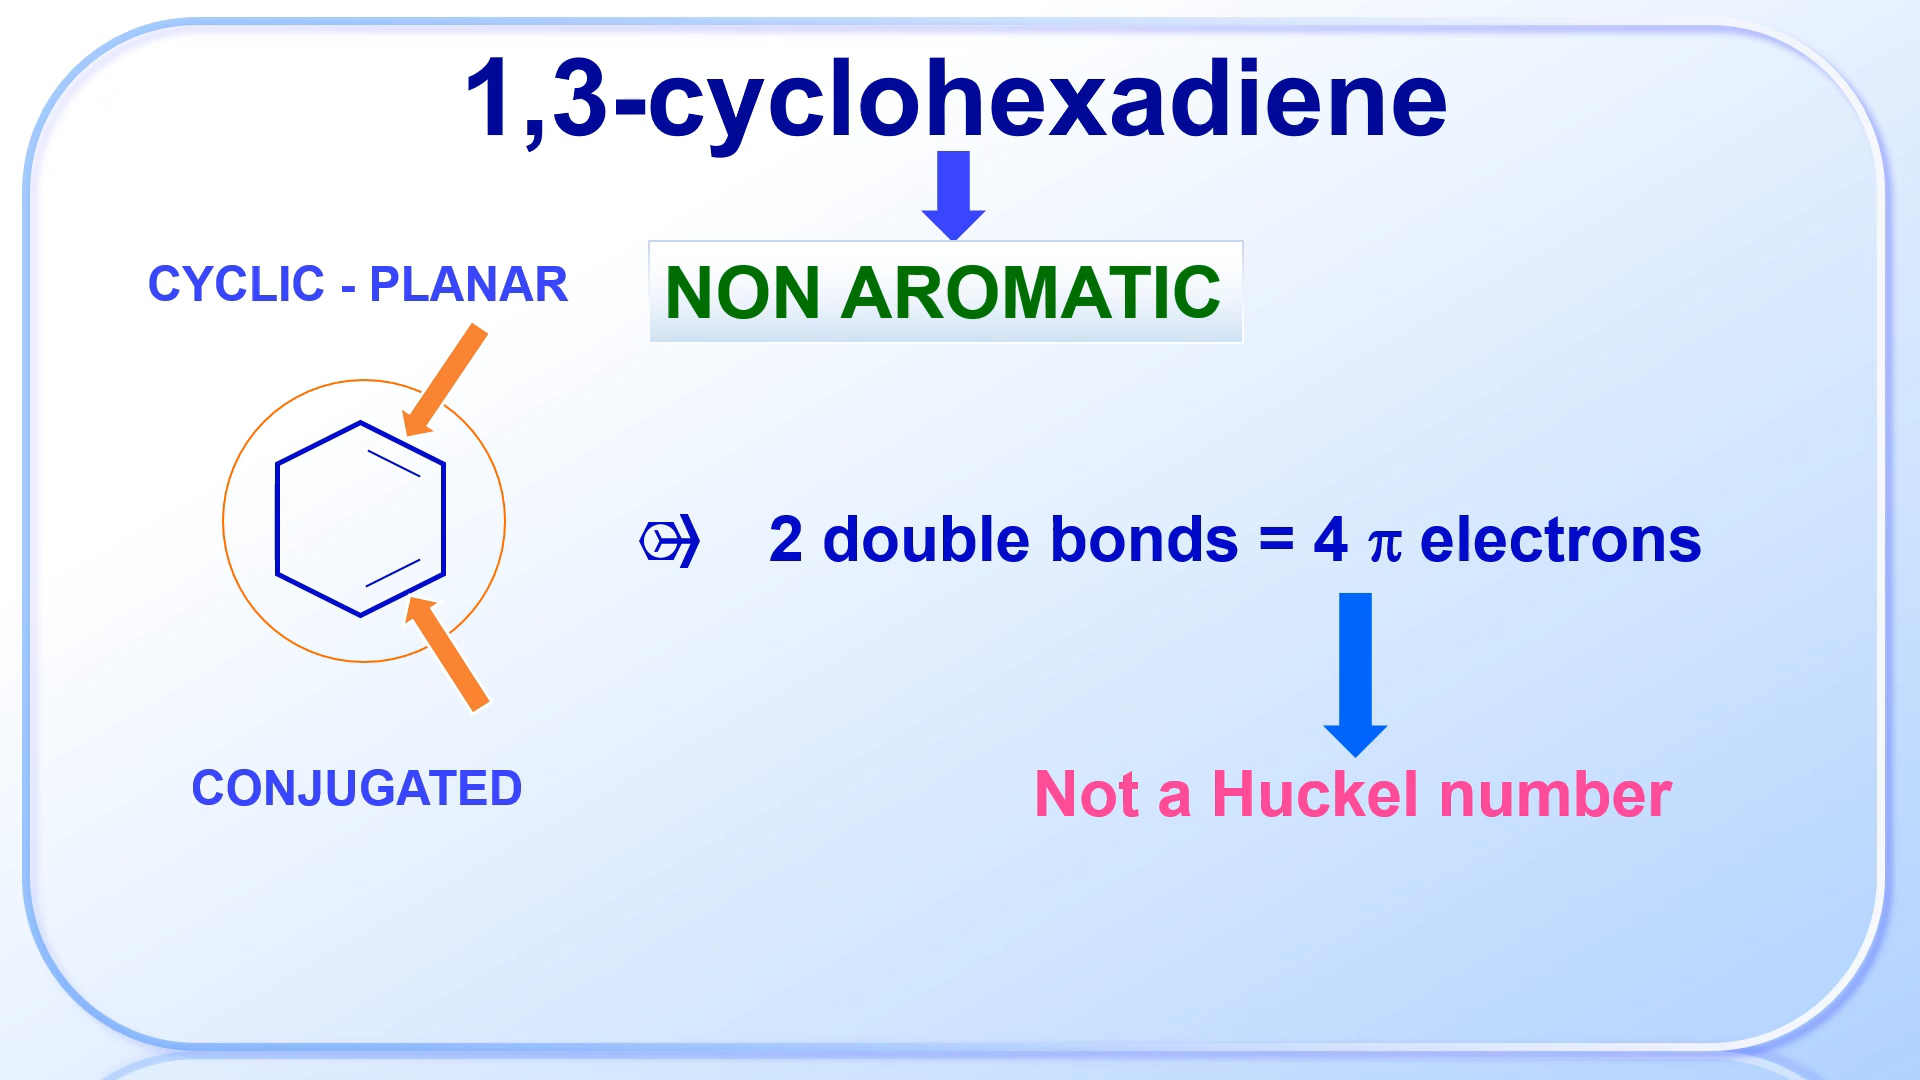 1,3-cyclohexadiene
NON AROMATIC
CYCLIC - PLANAR
2 double bonds = 4 π electrons
CONJUGATED
Not a Huckel number